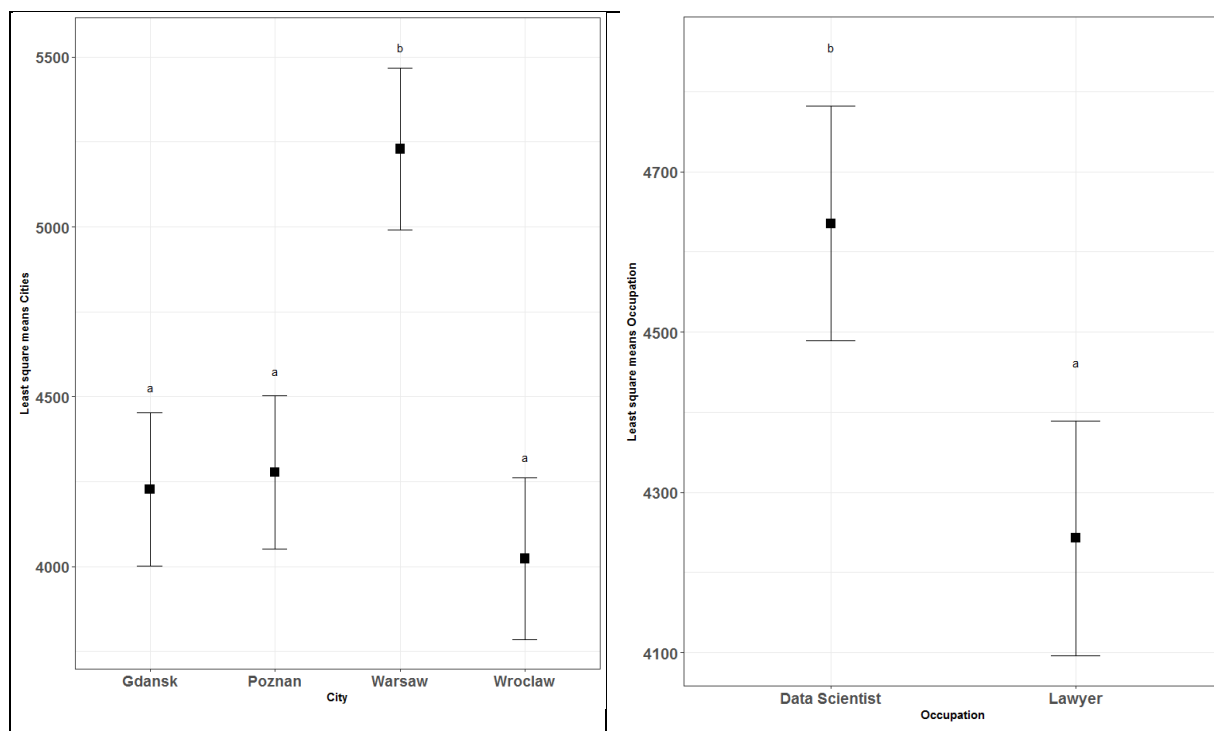 Least square means Cities
5500
5000
4500
4000
b
a
a
a
Gdansk Poznan Warsaw Wroclaw
City
Least square means Occupation
4700
4500
4300
4100
b
a
Data Scientist Lawyer
Occupation